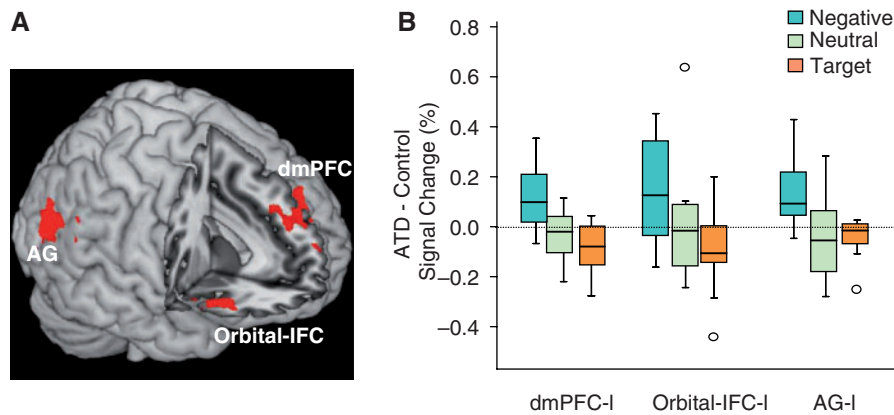 A
dmPFC
AG
Orbital-IFC
B
Negative
Neutral
Target
ATD - Control
Signal Change (%)
0.8
0.6
0.4
0.2
0.0
−0.2
−0.4
dmPFC-l
Orbital-IFC-l
AG-l